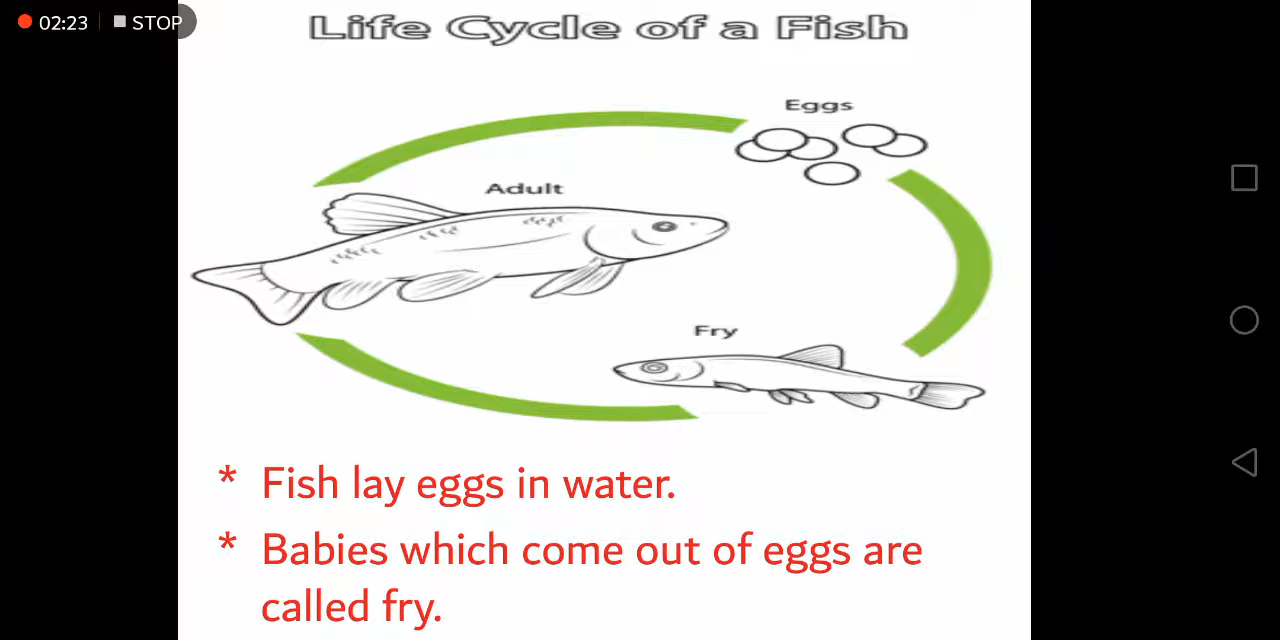 02:23 STOP
Life Cycle of a Fish
Eggs
Adult
Fry
* Fish lay eggs in water.
* Babies which come out of eggs are
called fry.